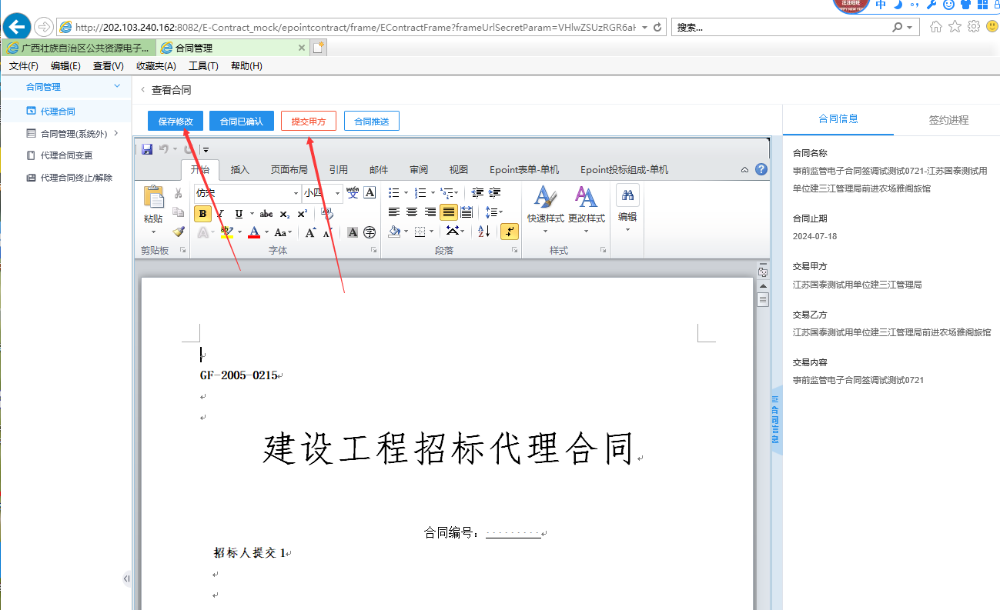 中
http://202.103.240.162:8082/E-Contract_mock/epointcontract/frame/EContractFrame?frameUrlSecretParam=VHlwZSUzRGR6aH
搜索...
广西壮族自治区公共资源电子...
合同管理
文件(F) 编辑(E) 查看(V) 收藏夹(A) 工具(T) 帮助(H)
合同管理
代理合同
合同管理(系统外)
代理合同变更
代理合同终止/解除
查看合同
保存修改 合同已确认 提交甲方 合同推送
开始 插入 页面布局 引用 邮件 审阅 视图 Epoint表单-单机 Epoint投标组成-单机
粘贴
剪贴板
仿宋 小四
字体
段落
快速样式 更改样式
样式
编辑
GF-2005-0215
建设工程招标代理合同
合同编号：
招标人提交 1
合同信息
合同信息 签约进程
合同名称
事前监管电子合同签调试测试0721-江苏国泰测试用
单位建三江管理局前进农场雅阁旅馆
合同止期
2024-07-18
交易甲方
江苏国泰测试用单位建三江管理局
交易乙方
江苏国泰测试用单位建三江管理局前进农场雅阁旅馆
交易内容
事前监管电子合同签调试测试0721